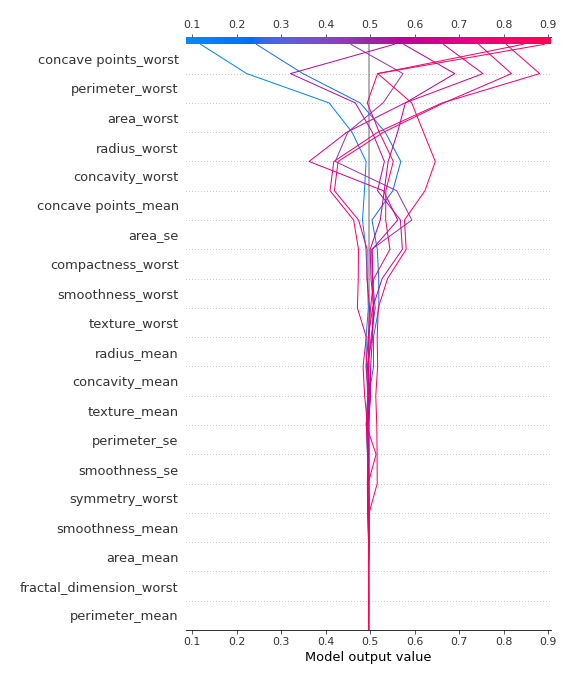 0.1 0.2 0.3 0.4 0.5 0.6 0.7 0.8 0.9
concave points_worst
perimeter_worst
area_worst
radius_worst
concavity_worst
concave points_mean
area_se
compactness_worst
smoothness_worst
texture_worst
radius_mean
concavity_mean
texture_mean
perimeter_se
smoothness_se
symmetry_worst
smoothness_mean
area_mean
fractal_dimension_worst
perimeter_mean
0.1 0.2 0.3 0.4 0.5 0.6 0.7 0.8 0.9
Model output value